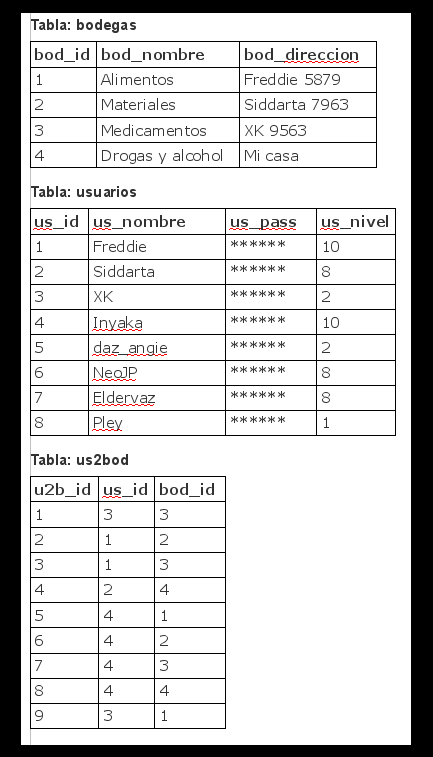 Tabla: bodegas
bod_id bod_nombre bod_direccion
1 Alimentos Freddie 5879
2 Materiales Siddarta 7963
3 Medicamentos XK 9563
4 Drogas y alcohol Mi casa
Tabla: usuarios
us_id us_nombre us_pass us_nivel
1 Freddie ****** 10
2 Siddarta ****** 8
3 XK ****** 2
4 Inyaka ****** 10
5 daz_angie ****** 2
6 NeoJP ****** 8
7 Eldervaz ****** 8
8 Pley ****** 1
Tabla: us2bod
u2b_id us_id bod_id
1 3 3
2 1 2
3 1 3
4 2 4
5 4 1
6 4 2
7 4 3
8 4 4
9 3 1